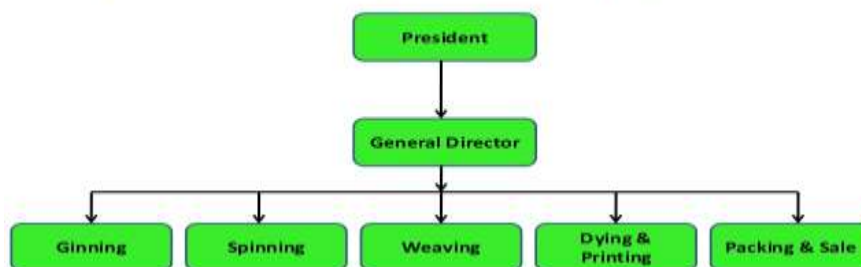 President
General Director
Ginning
Spinning
Weaving
Dying &
Printing
Packing & Sale